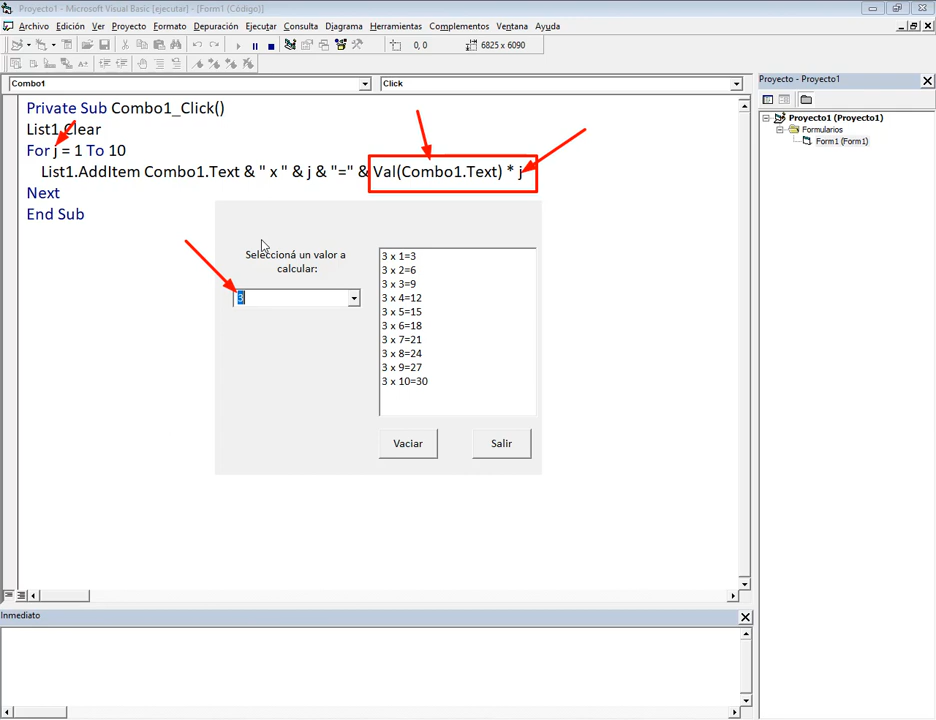 Proyecto1 - Microsoft Visual Basic [ejecutar] - [Form1 (Código)]
Archivo Edición Ver Proyecto Formato Depuración Ejecutar Consulta Diagrama Herramientas Complementos Ventana Ayuda
0, 0 6825 x 6090
Combo1 Click
Private Sub Combo1_Click()
List1.Clear
For j = 1 To 10
List1.AddItem Combo1.Text & " x " & j & "=" & Val(Combo1.Text) * j
Next
End Sub
Seleccioná un valor a
calcular:
3
3 x 1=3
3 x 2=6
3 x 3=9
3 x 4=12
3 x 5=15
3 x 6=18
3 x 7=21
3 x 8=24
3 x 9=27
3 x 10=30
Vaciar Salir
Proyecto - Proyecto1
Proyecto1 (Proyecto1)
Formularios
Form1 (Form1)
Inmediato